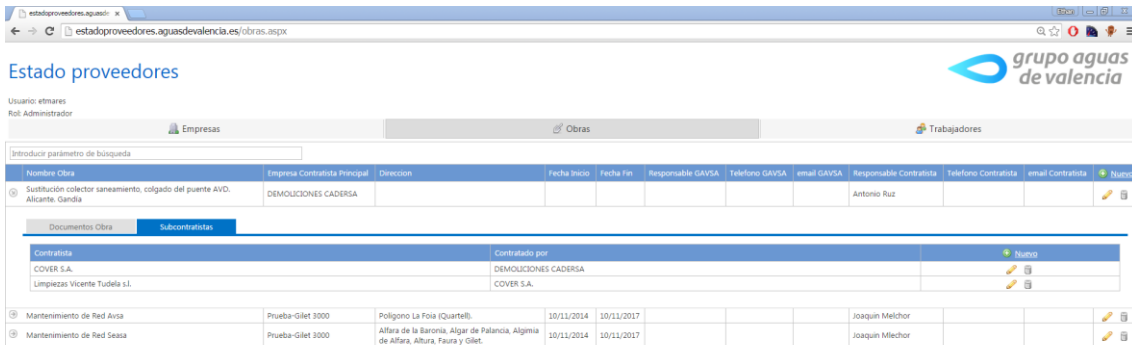 estadoproveedores.aguasde
estadoproveedores.aguasdevalencia.es/obras.aspx
Estado proveedores
grupo aguas
de valencia
Usuario: etmares
Rol: Administrador
Empresas Obras Trabajadores
Introducir parámetro de búsqueda
Nombre Obra Empresa Contratista Principal Direccion Fecha Inicio Fecha Fin Responsable GAVSA Telefono GAVSA email GAVSA Responsable Contratista Telefono Contratista email Contratista Nuevo
Sustitución colector saneamiento, colgado del puente AVD.
Alicante. Gandia
DEMOLICIONES CADERSA Antonio Ruz
Documentos Obra Subcontratistas
Contratista Contratado por Nuevo
COVER S.A. DEMOLICIONES CADERSA
Limpiezas Vicente Tudela s.l. COVER S.A.
Mantenimiento de Red Avsa Prueba-Gilet 3000 Poligono La Foia (Quartell). 10/11/2014 10/11/2017 Joaquin Melchor
Mantenimiento de Red Seasa Prueba-Gilet 3000 Alfara de la Baronia, Algar de Palancia, Algimia
de Alfara, Altura, Faura y Gilet.
10/11/2014 10/11/2017 Joaquin Mlechor